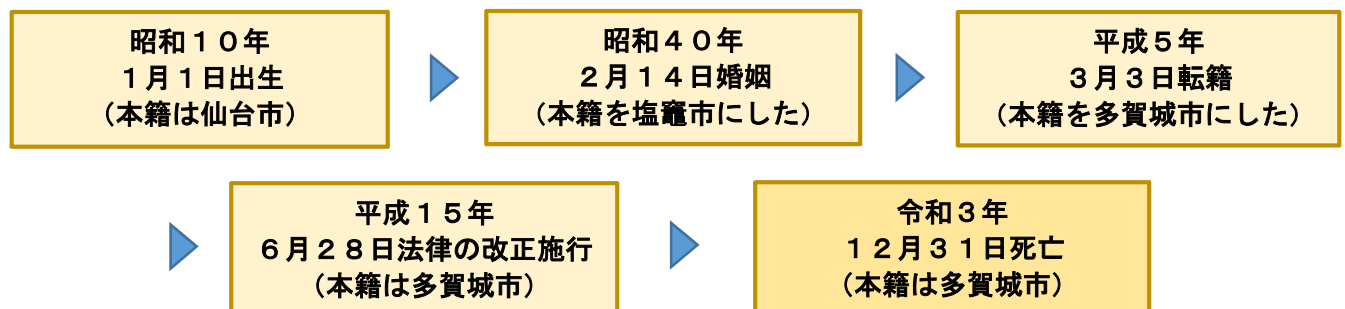 昭和１０年
１月１日出生
（本籍は仙台市）
昭和４０年
２月１４日婚姻
（本籍を塩竈市にした）
平成５年
３月３日転籍
（本籍を多賀城市にした）
平成１５年
６月２８日法律の改正施行
（本籍は多賀城市）
令和３年
１２月３１日死亡
（本籍は多賀城市）